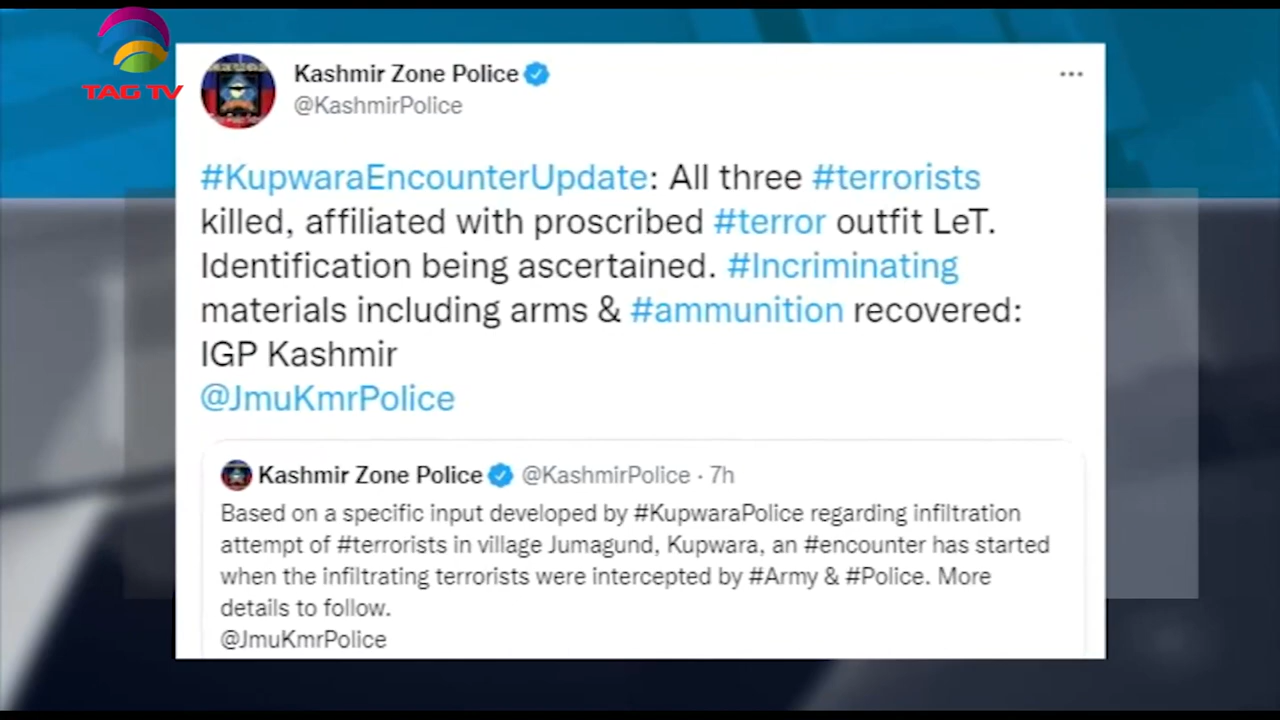 TAG TV
Kashmir Zone Police
@KashmirPolice
#KupwaraEncounterUpdate: All three #terrorists
killed, affiliated with proscribed #terror outfit LeT.
Identification being ascertained. #Incriminating
materials including arms & #ammunition recovered:
IGP Kashmir
@JmuKmrPolice
Kashmir Zone Police @KashmirPolice · 7h
Based on a specific input developed by #KupwaraPolice regarding infiltration
attempt of #terrorists in village Jumagund, Kupwara, an #encounter has started
when the infiltrating terrorists were intercepted by #Army & #Police. More
details to follow.
@JmuKmrPolice